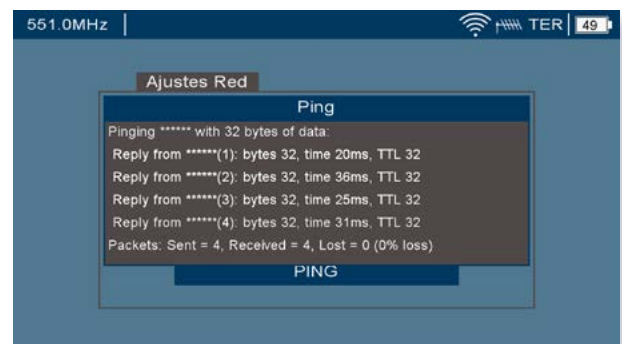 551.0MHz
TER 49
Ajustes Red
Ping
Pinging ****** with 32 bytes of data:
Reply from ******(1): bytes 32, time 20ms, TTL 32
Reply from ******(2): bytes 32, time 36ms, TTL 32
Reply from ******(3): bytes 32, time 25ms, TTL 32
Reply from ******(4): bytes 32, time 31ms, TTL 32
Packets: Sent = 4, Received = 4, Lost = 0 (0% loss)
PING